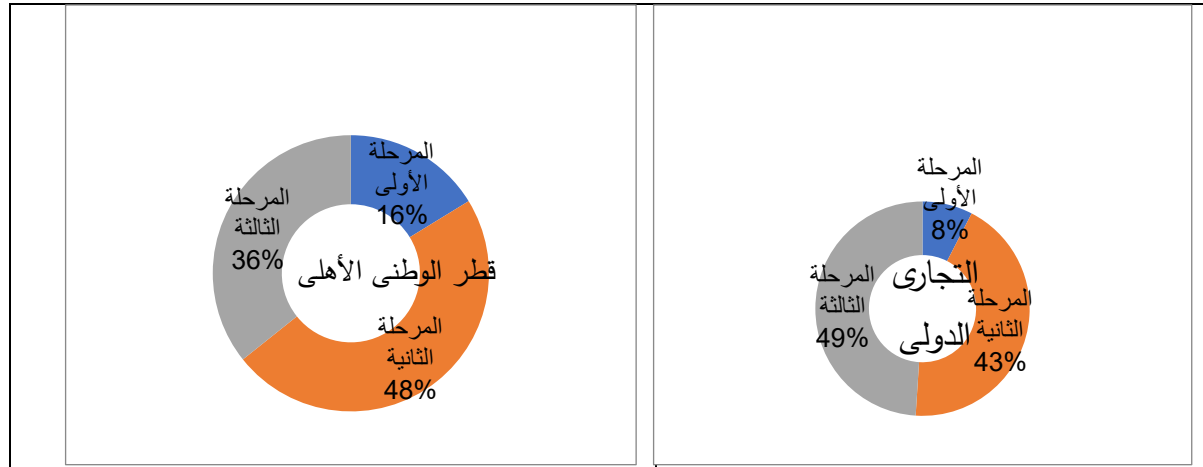 المرحلة
الأولى
16%
المرحلة
الثالثة
36%
قطر الوطنى الأهلى
المرحلة
الثانية
48%
المرحلة
الأولى
8%
التجارى
الدولى
المرحلة
الثالثة
49%
المرحلة
الثانية
43%